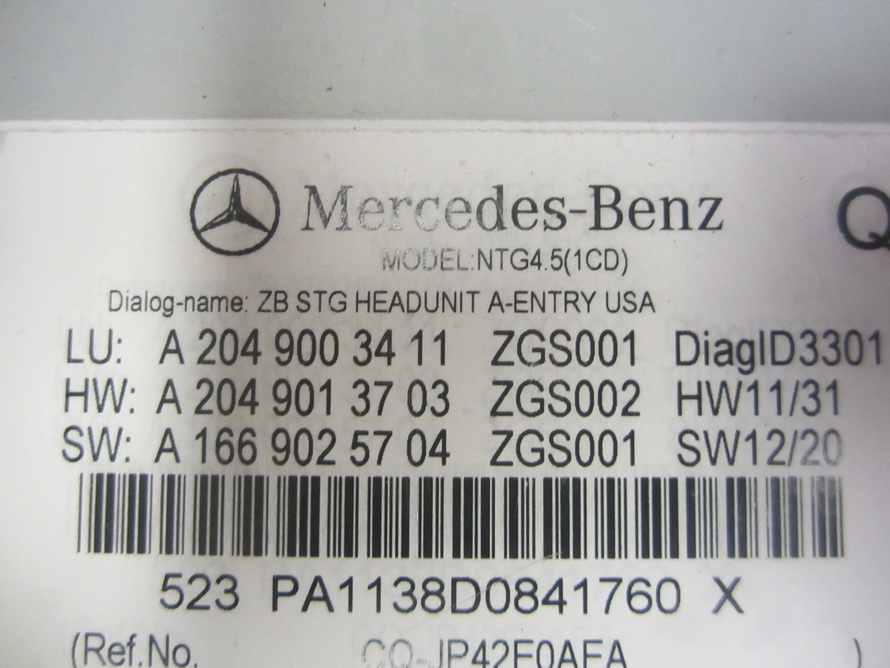 Mercedes-Benz
Q
MODEL:NTG4.5(1CD)
Dialog-name: ZB STG HEADUNIT A-ENTRY USA
LU: A 204 900 34 11 ZGS001 DiagID3301
HW: A 204 901 37 03 ZGS002 HW11/31
SW: A 166 902 57 04 ZGS001 SW12/20
523 PA1138D0841760 X
(Ref.No. )